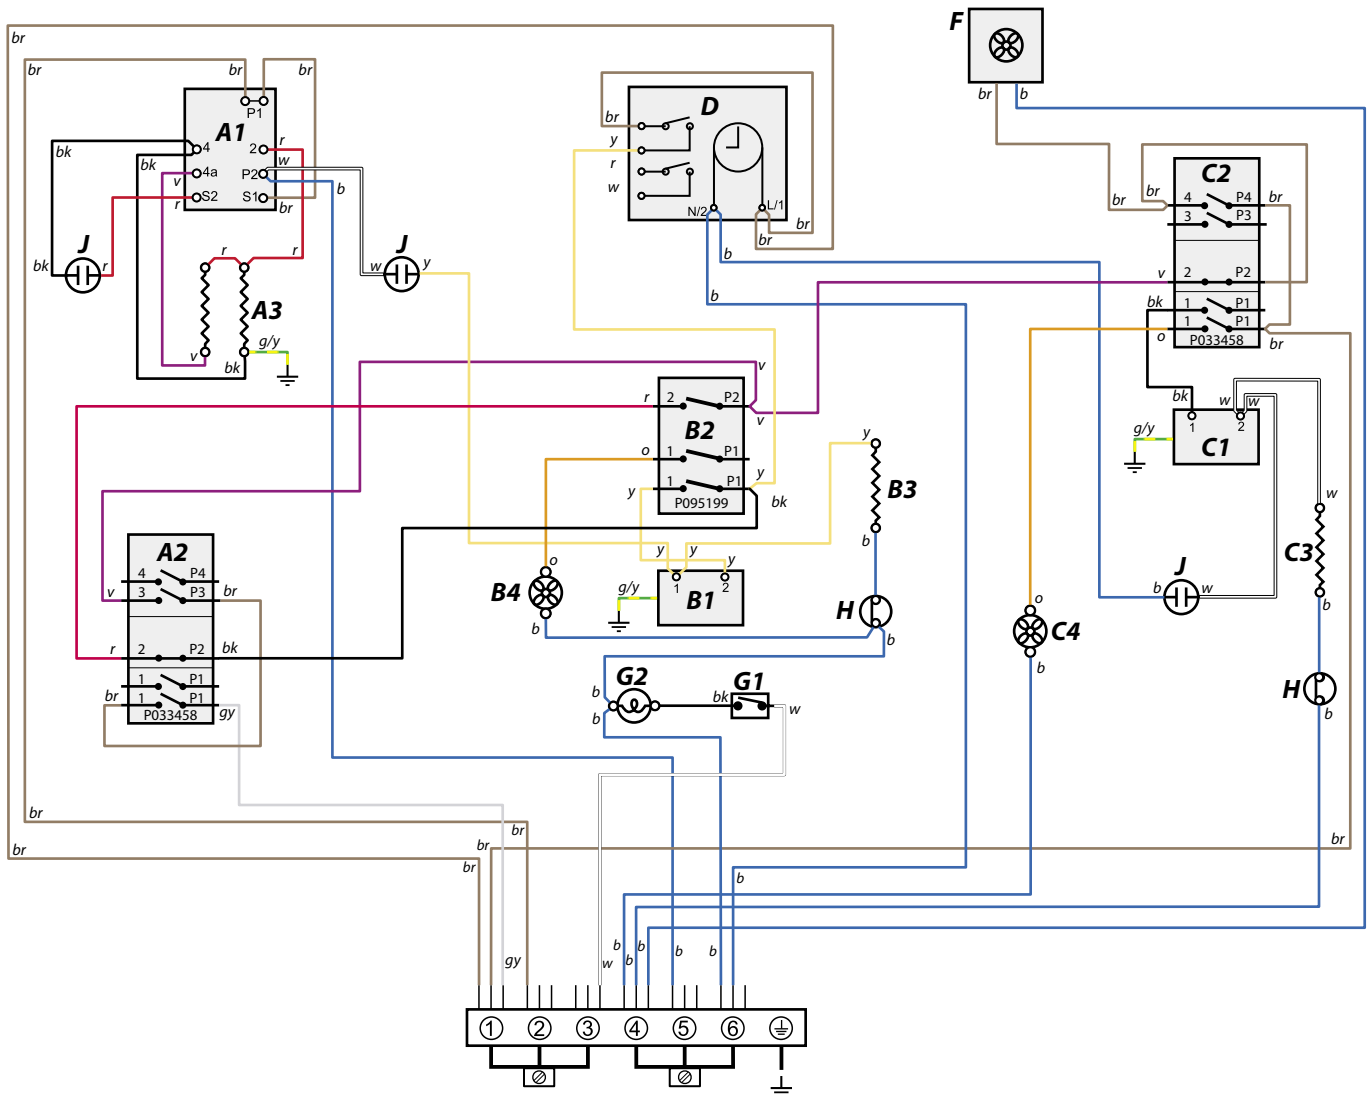 F
br
br b
br br br
P1
A1
4 2 r
bk w
bk
4a P2
v b
S2 S1
r br
J
bk r
r r
A3
v
bk
g/y
J
w y
D
br
y
r
w
N/2 L/1
br
br
b
b
C2
br
br
4 P4 br
3 P3
v 2 P2
bk 1 P1
1 P1
o
P033458
br
bk
w w
1 2
C1
g/y
v
r 2 P2
v
B2
o 1 P1
y
y 1 P1
bk
P095199
y
B3
b
y y y
1 2
B1
g/y
o
B4
b
H
b
A2
4 P4
v 3 P3 br
r 2 P2 bk
1 P1
br 1 P1
gy
P033458
G2
b
b
G1
bk w
w
C3
b
J
b w
o
C4
b
H
b
br
br
br
br
br
br
b
gy
w
b
b
b
b
b
1 2 3 4 5 6